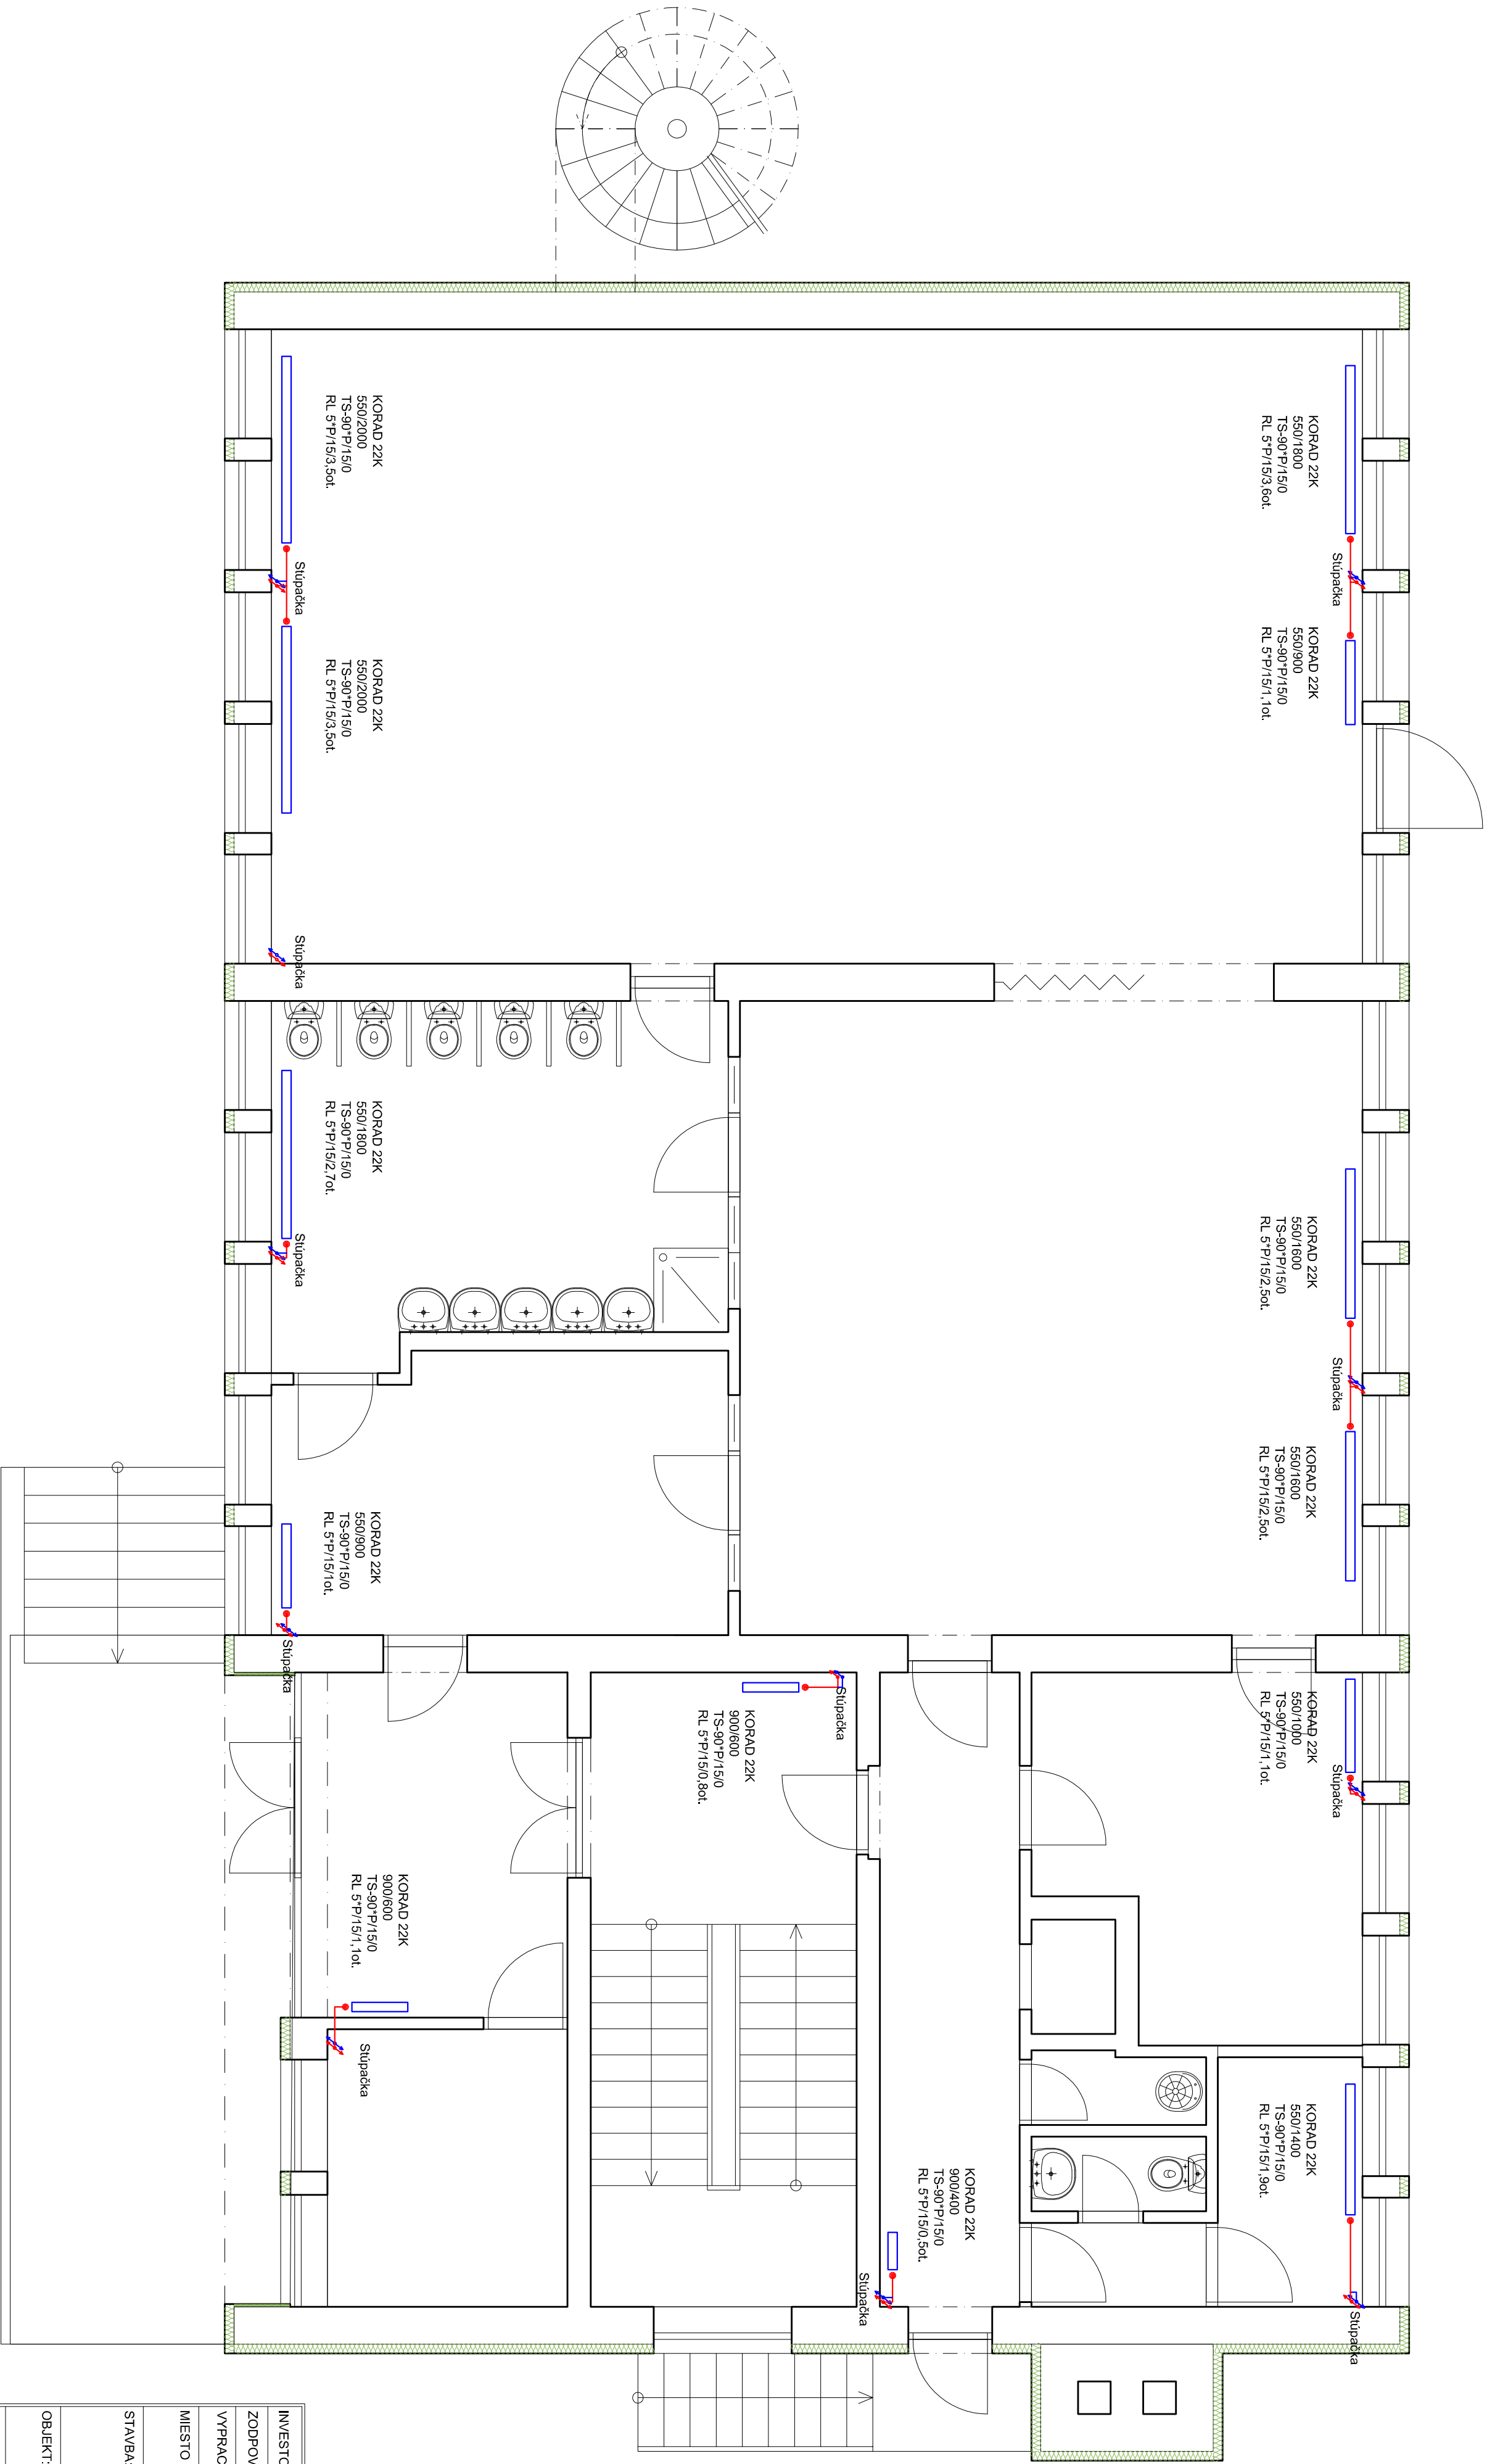 KORAD 22K
550/1800
TS-90*P/15/0
RL 5*P/15/3,6ot.
Stúpačka
KORAD 22K
550/900
TS-90*P/15/0
RL 5*P/15/1,1ot.
KORAD 22K
550/1600
TS-90*P/15/0
RL 5*P/15/2,5ot.
Stúpačka
KORAD 22K
550/1600
TS-90*P/15/0
RL 5*P/15/2,5ot.
KORAD 22K
550/1000
TS-90*P/15/0
RL 5*P/15/1,1ot.
Stúpačka
KORAD 22K
550/1400
TS-90*P/15/0
RL 5*P/15/1,9ot.
Stúpačka
KORAD 22K
900/400
TS-90*P/15/0
RL 5*P/15/0,5ot.
Stúpačka
Stúpačka
KORAD 22K
900/600
TS-90*P/15/0
RL 5*P/15/0,8ot.
KORAD 22K
900/600
TS-90*P/15/0
RL 5*P/15/1,1ot.
Stúpačka
KORAD 22K
550/2000
TS-90*P/15/0
RL 5*P/15/3,5ot.
Stúpačka
KORAD 22K
550/2000
TS-90*P/15/0
RL 5*P/15/3,5ot.
Stúpačka
KORAD 22K
550/1800
TS-90*P/15/0
RL 5*P/15/2,7ot.
Stúpačka
KORAD 22K
550/900
TS-90*P/15/0
RL 5*P/15/1ot.
Stúpačka
INVESTO
ZODPOV
VYPRAC
MIESTO
STAVBA:
OBJEKT: